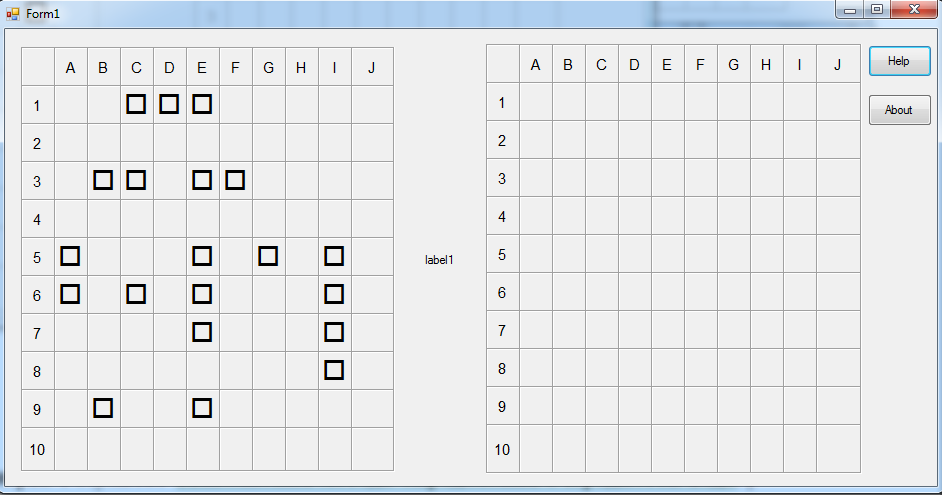 Form1
A B C D E F G H I J A B C D E F G H I J Help
1 1 About
2 2
3 3
4 4
5 label1 5
6 6
7 7
8 8
9 9
10 10